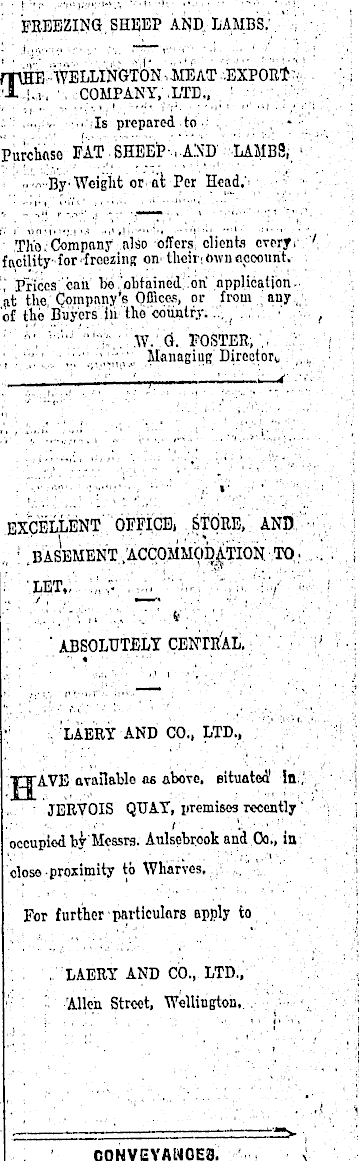 FREEZING SHEEP AND LAMBS.
THE WELLINGTON MEAT EXPORT
COMPANY, LTD.,
Is prepared to
Purchase FAT SHEEP AND LAMBS,
By Weight or at Per Head.
The Company also offers clients every
facility for freezing on their own account.
Prices can be obtained on application
at the Company's Offices, or from any
of the Buyers in the country.
W. G. FOSTER,
Managing Director.
EXCELLENT OFFICE, STORE, AND
BASEMENT ACCOMMODATION TO
LET.
ABSOLUTELY CENTRAL.
LAERY AND CO., LTD.,
HAVE available as above, situated in
JERVOIS QUAY, premises recently
occupied by Messrs. Aulsebrook and Co., in
close proximity to Wharves.
For further particulars apply to
LAERY AND CO., LTD.,
Allen Street, Wellington.
CONVEYANCES.